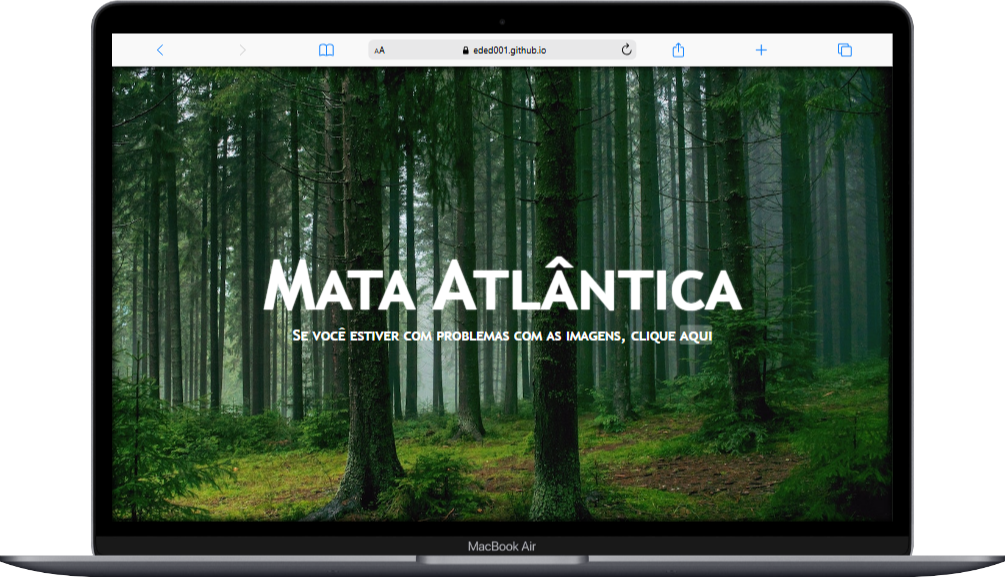 AA
eded001.github.io
Mata Atlântica
Se você estiver com problemas com as imagens, clique aqui
MacBook Air